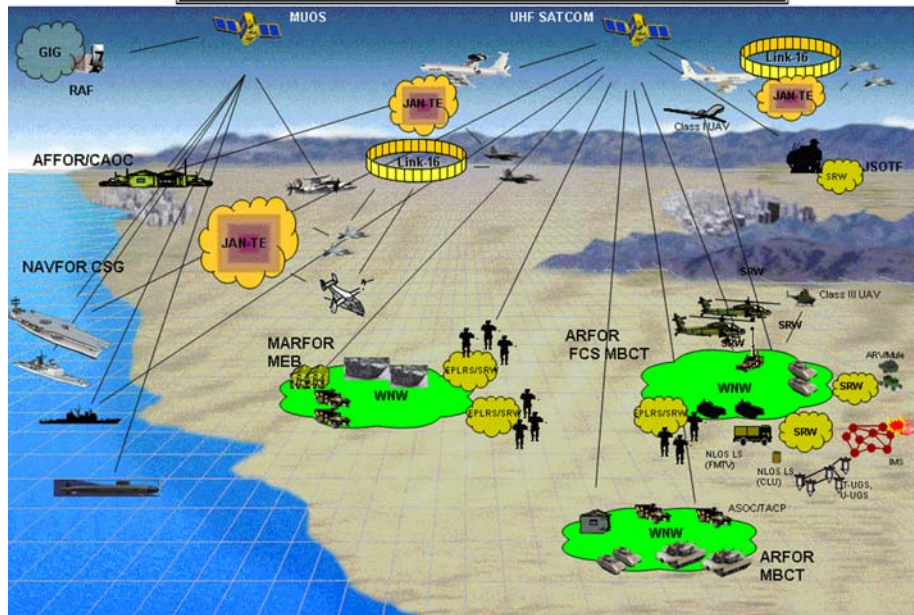 MUOS
UHF SATCOM
GIG
RAF
Link-16
JAN-TE
JAN-TE
Class I UAV
AFFOR/CAOC
Link-16
JSOTF
SRW
JAN-TE
NAVFOR CSG
SRW
Class III UAV
SRW
MARFOR
MEB
ARFOR
FCS MBCT
SRW
ARV/Mule
EPLRS/SRW
WNW
WNW
SRW
EPLRS/SRW
EPLRS/SRW
SRW
NLOS LS
(FMTV)
NLOS LS
(CLU)
IMS
T-UGS,
U-UGS
ASOC/TACP
WNW
ARFOR
MBCT